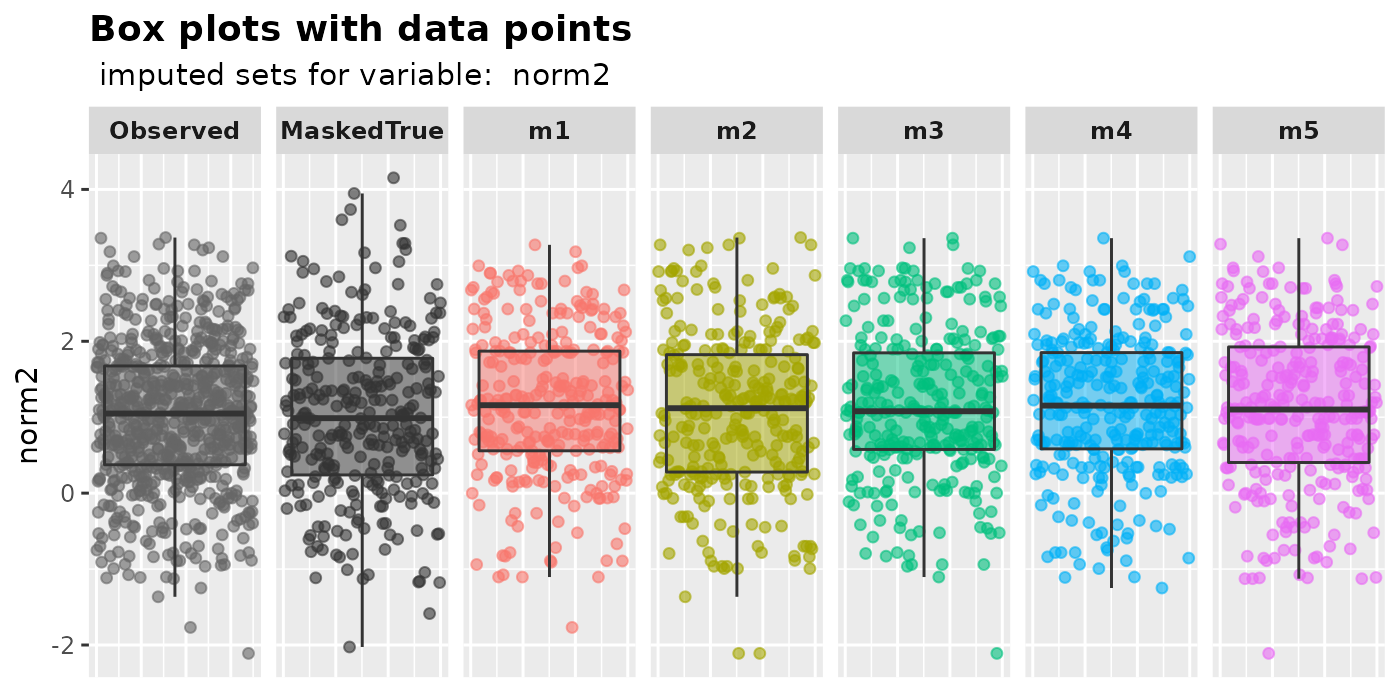 Box plots with data points
imputed sets for variable:  norm2
Observed MaskedTrue m1 m2 m3 m4 m5
norm2
4
2
0
-2